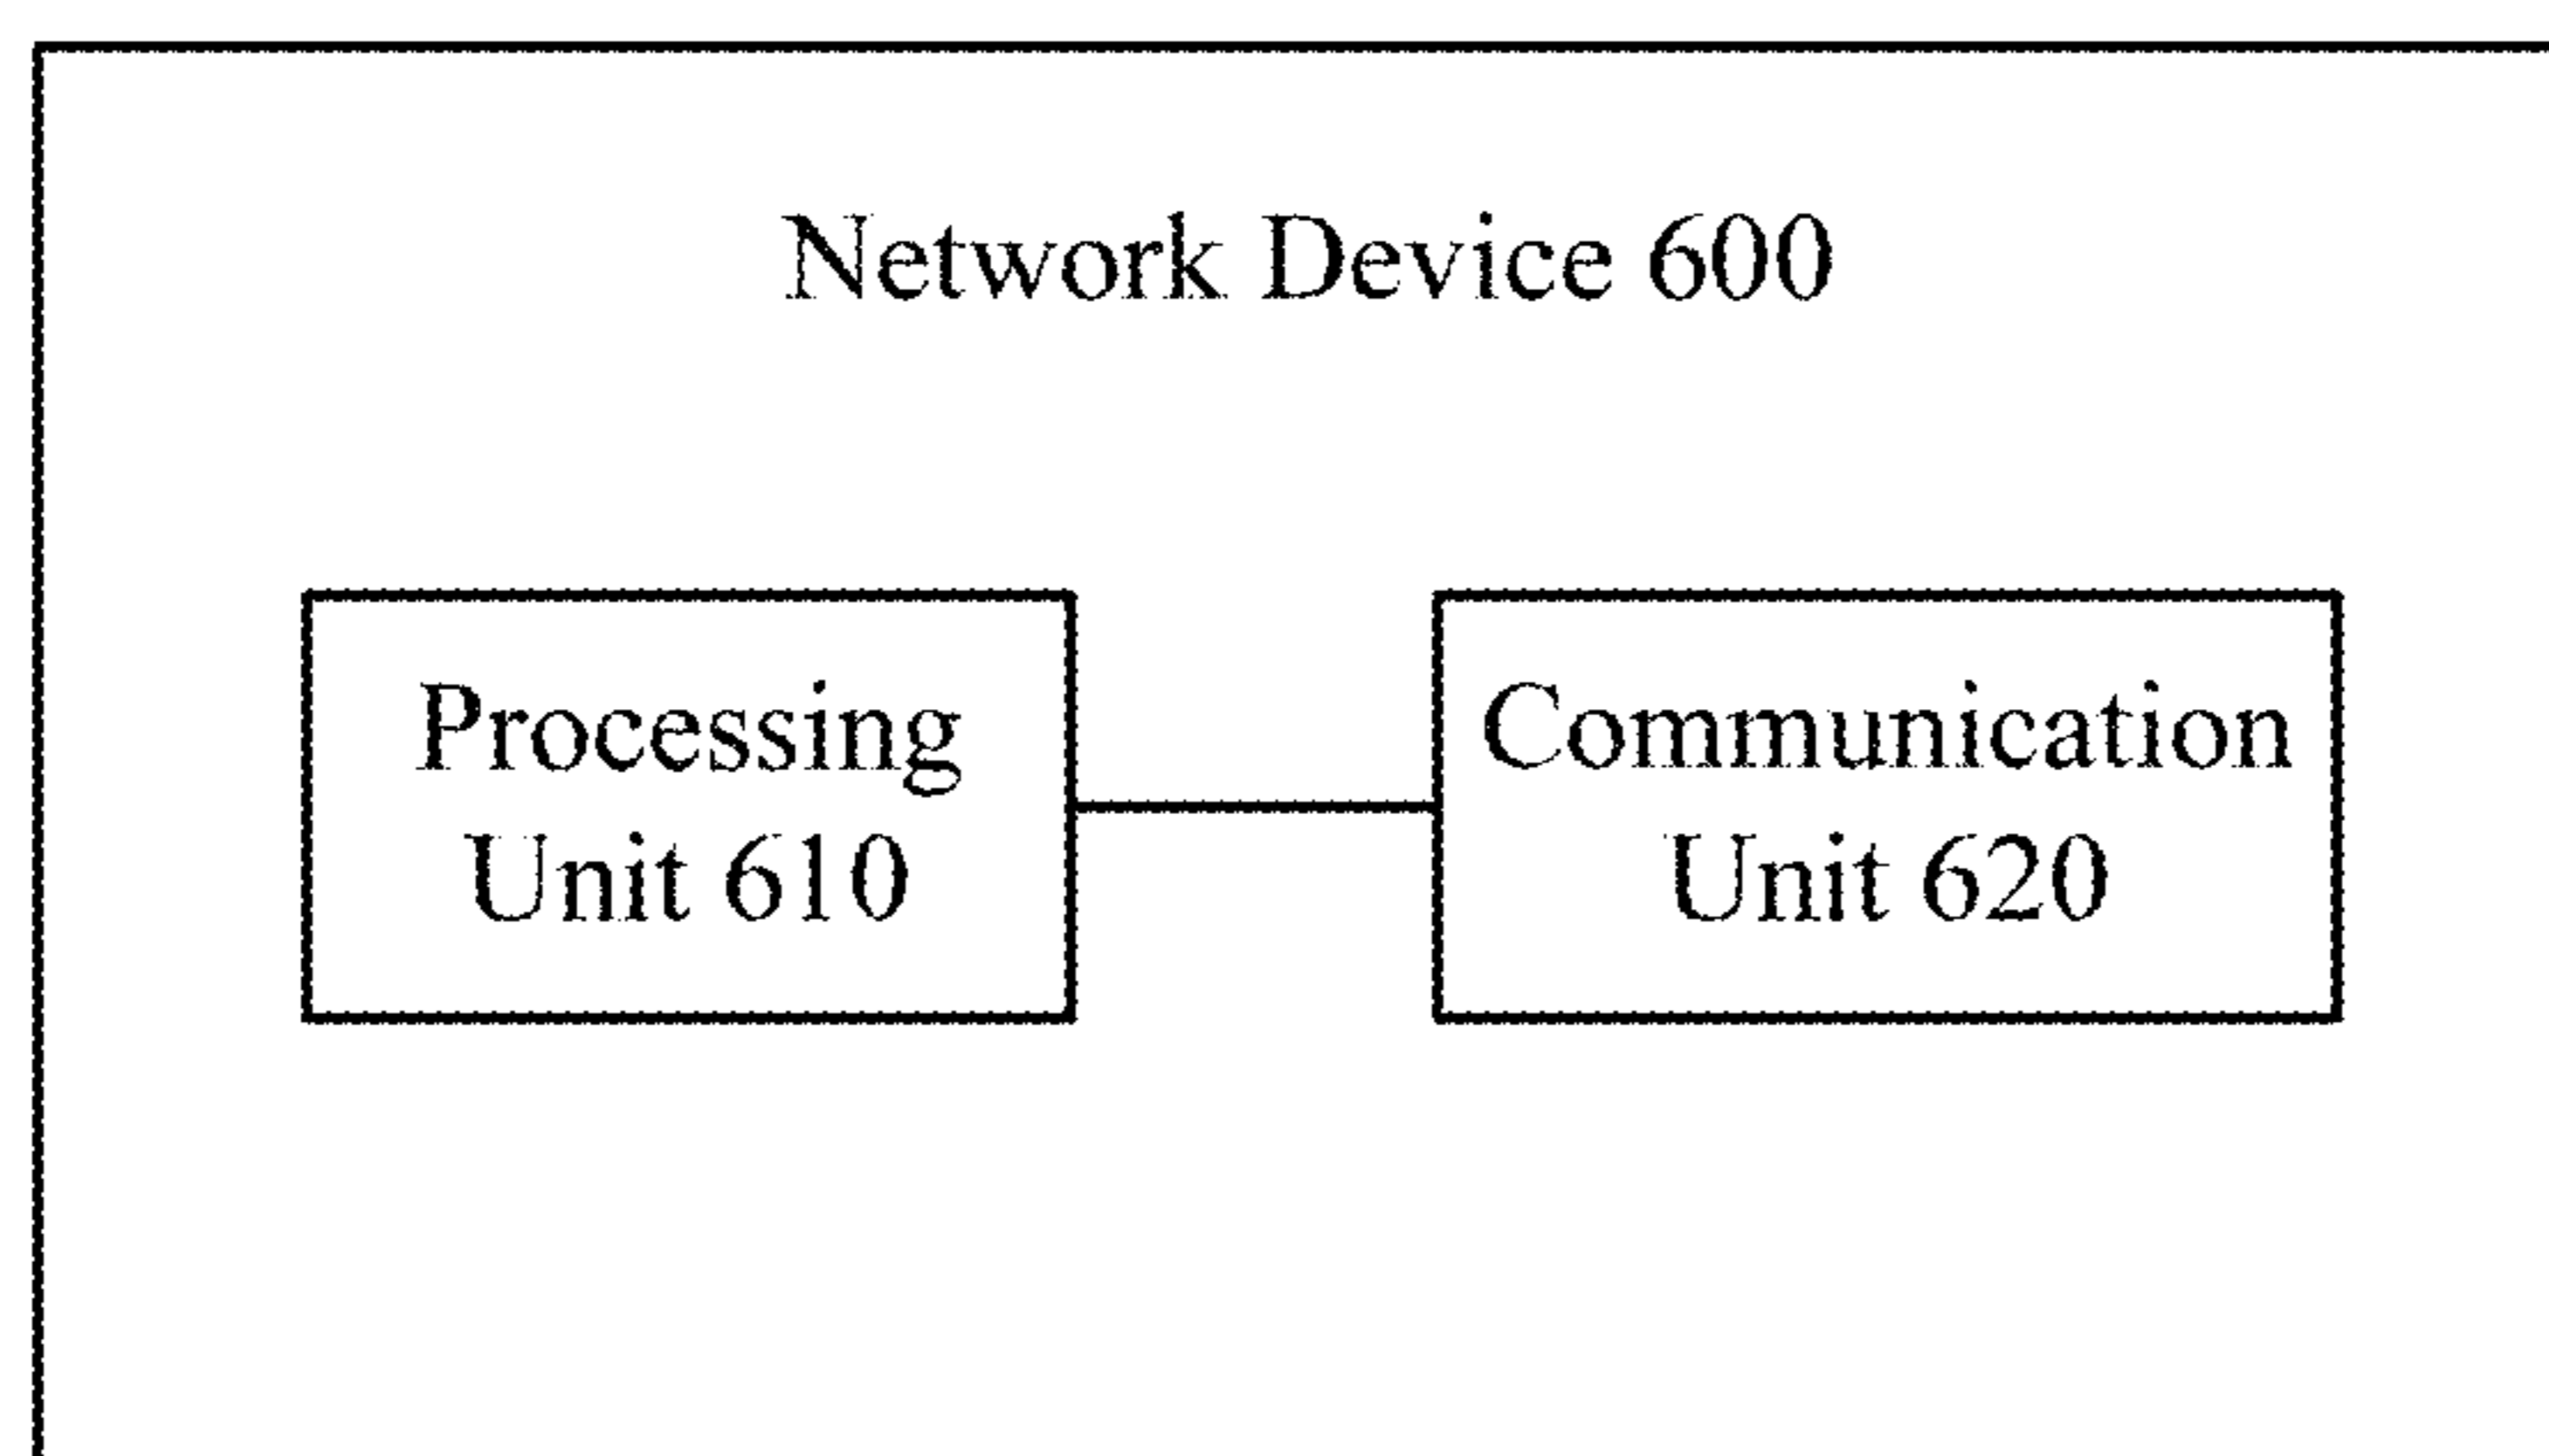 Network Device 600
Processing
Unit 610
Communication
Unit 620